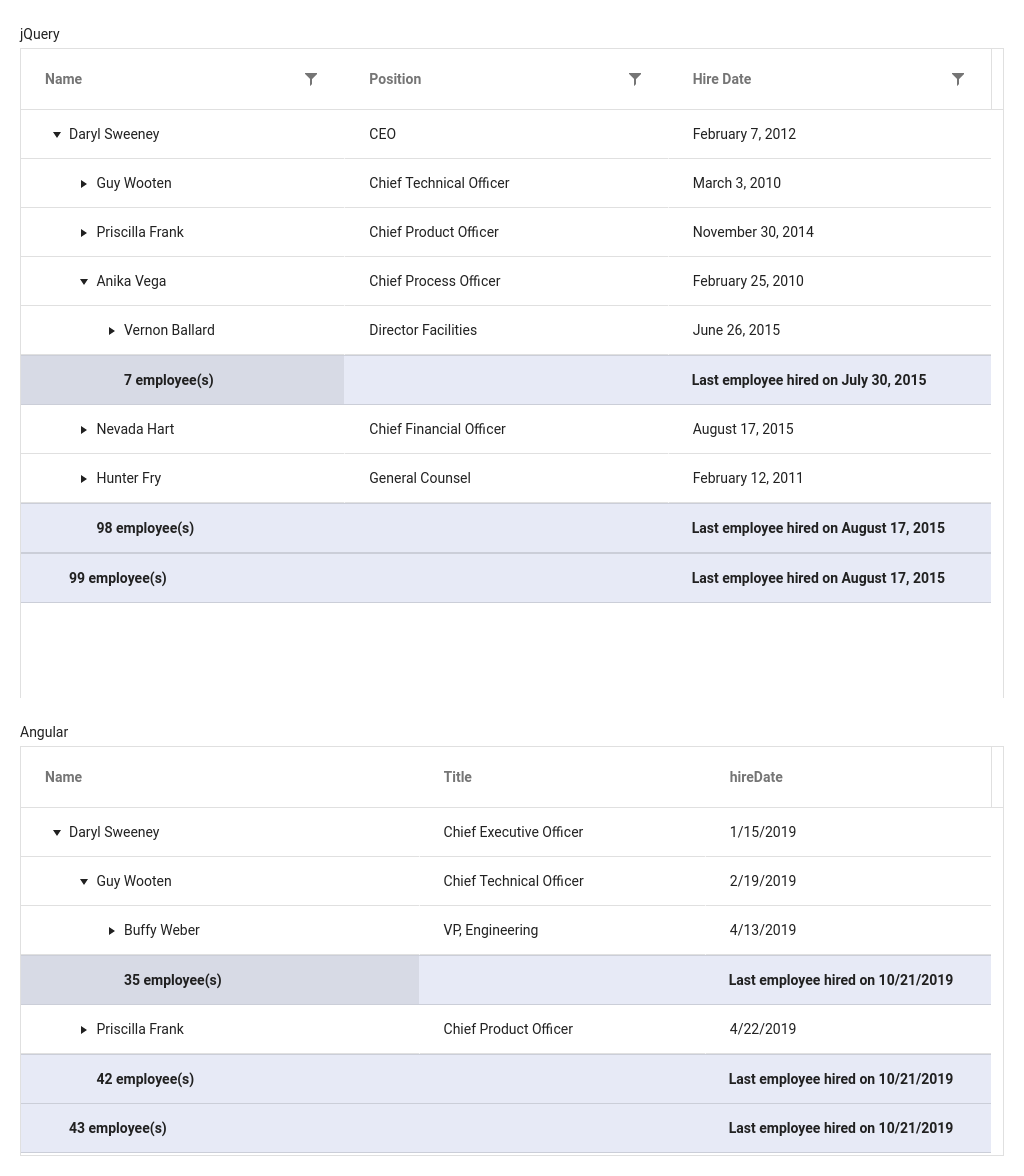 jQuery
Name Position Hire Date
Daryl Sweeney CEO February 7, 2012
Guy Wooten Chief Technical Officer March 3, 2010
Priscilla Frank Chief Product Officer November 30, 2014
Anika Vega Chief Process Officer February 25, 2010
Vernon Ballard Director Facilities June 26, 2015
7 employee(s) Last employee hired on July 30, 2015
Nevada Hart Chief Financial Officer August 17, 2015
Hunter Fry General Counsel February 12, 2011
98 employee(s) Last employee hired on August 17, 2015
99 employee(s) Last employee hired on August 17, 2015
Angular
Name Title hireDate
Daryl Sweeney Chief Executive Officer 1/15/2019
Guy Wooten Chief Technical Officer 2/19/2019
Buffy Weber VP, Engineering 4/13/2019
35 employee(s) Last employee hired on 10/21/2019
Priscilla Frank Chief Product Officer 4/22/2019
42 employee(s) Last employee hired on 10/21/2019
43 employee(s) Last employee hired on 10/21/2019